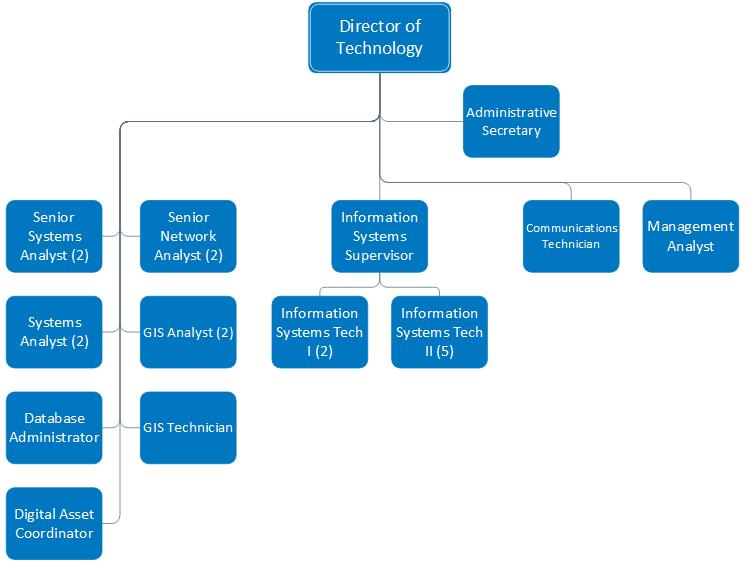 Director of
Technology
Administrative
Secretary
Senior
Systems
Analyst (2)
Senior
Network
Analyst (2)
Information
Systems
Supervisor
Communications
Technician
Management
Analyst
Systems
Analyst (2)
GIS Analyst (2)
Information
Systems Tech
I (2)
Information
Systems Tech
II (5)
Database
Administrator
GIS Technician
Digital Asset
Coordinator